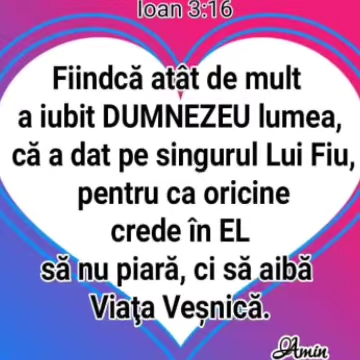 Ioan 3:16
Fiindcă atât de mult
a iubit DUMNEZEU lumea,
că a dat pe singurul Lui Fiu,
pentru ca oricine
crede în EL
să nu piară, ci să aibă
Viaţa Veșnică.
Amin